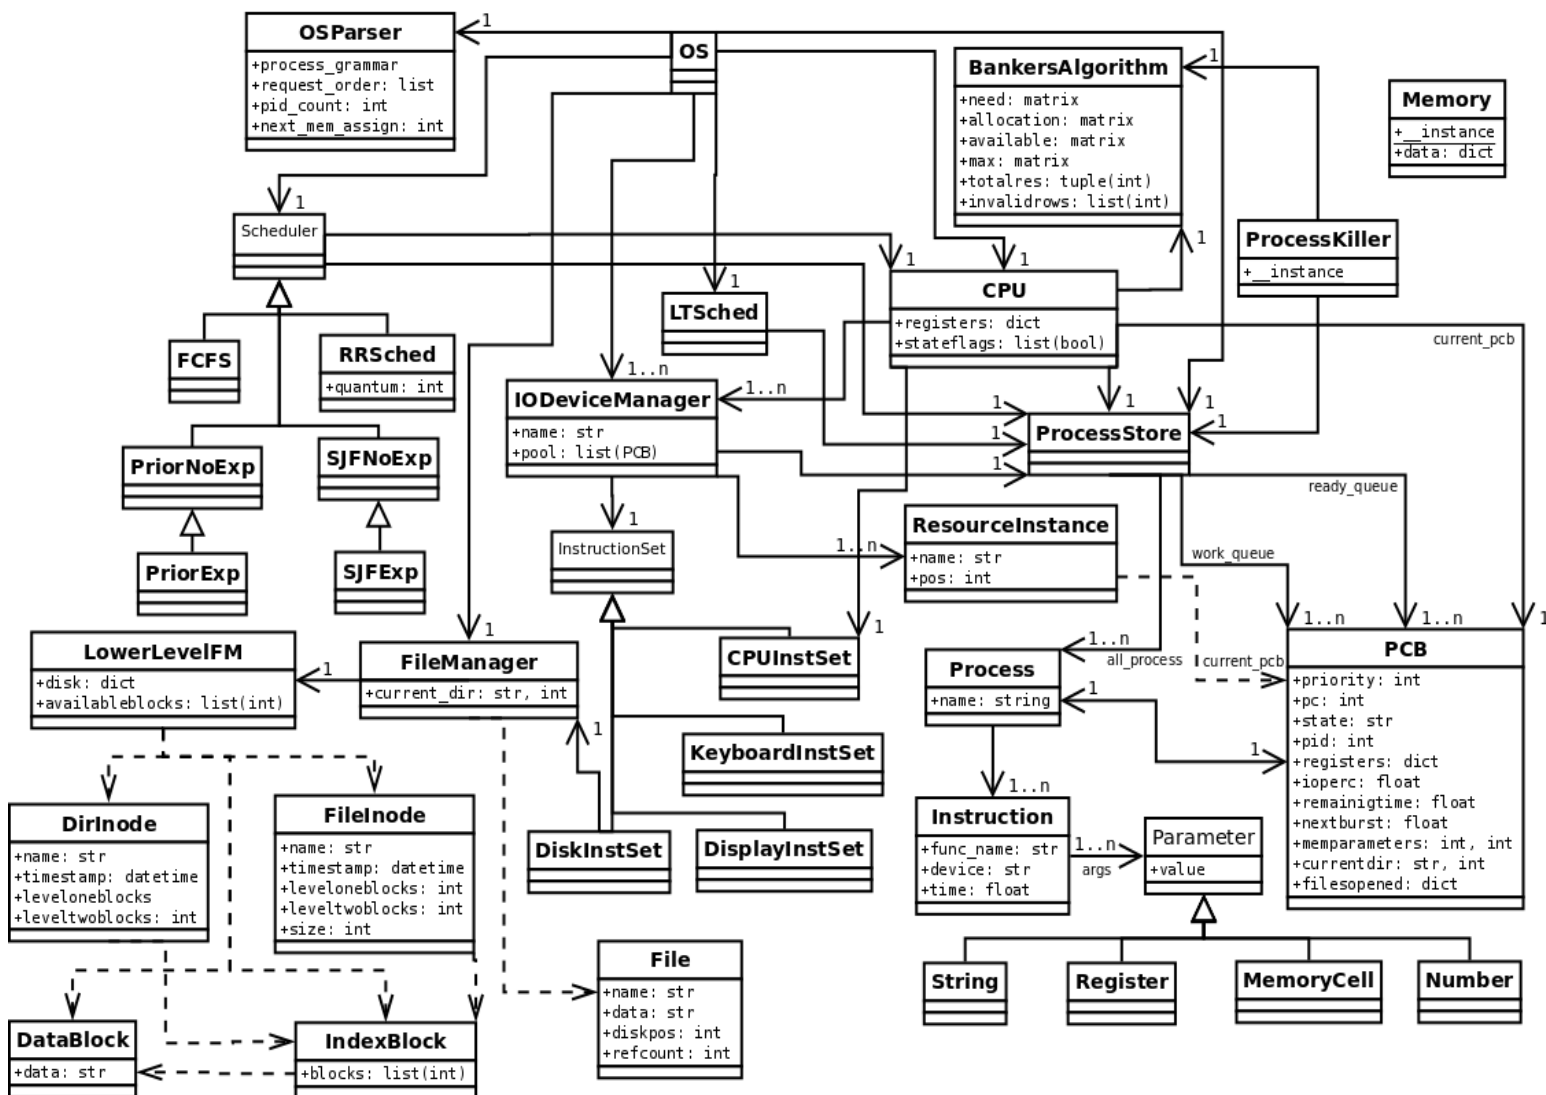 OSParser
+process_grammar
+request_order: list
+pid_count: int
+next_mem_assign: int
1
OS
BankersAlgorithm
+need: matrix
+allocation: matrix
+available: matrix
+max: matrix
+totalres: tuple(int)
+invalidrows: list(int)
1
Memory
+__instance
+data: dict
1
Scheduler
ProcessKiller
+__instance
1
1
1
1
CPU
+registers: dict
+stateflags: list(bool)
LTSched
current_pcb
FCFS
RRSched
+quantum: int
1..n
IODeviceManager
+name: str
+pool: list(PCB)
1..n
1
1
1
1
1
1
ProcessStore
PriorNoExp
SJFNoExp
ready_queue
1
InstructionSet
ResourceInstance
+name: str
+pos: int
1..n
work_queue
PriorExp
SJFExp
1
1
1..n
1..n
1
LowerLevelFM
+disk: dict
+availableblocks: list(int)
1
FileManager
+current_dir: str, int
CPUInstSet
1..n
all_process
current_pcb
Process
+name: string
1
1
PCB
+priority: int
+pc: int
+state: str
+pid: int
+registers: dict
+ioperc: float
+remainigtime: float
+nextburst: float
+memparameters: int, int
+currentdir: str, int
+filesopened: dict
1
KeyboardInstSet
1..n
DirInode
+name: str
+timestamp: datetime
+leveloneblocks
+leveltwoblocks: int
FileInode
+name: str
+timestamp: datetime
+leveloneblocks: int
+leveltwoblocks: int
+size: int
DiskInstSet
DisplayInstSet
Instruction
+func_name: str
+device: str
+time: float
1..n
args
Parameter
+value
File
+name: str
+data: str
+diskpos: int
+refcount: int
String
Register
MemoryCell
Number
DataBlock
+data: str
IndexBlock
+blocks: list(int)